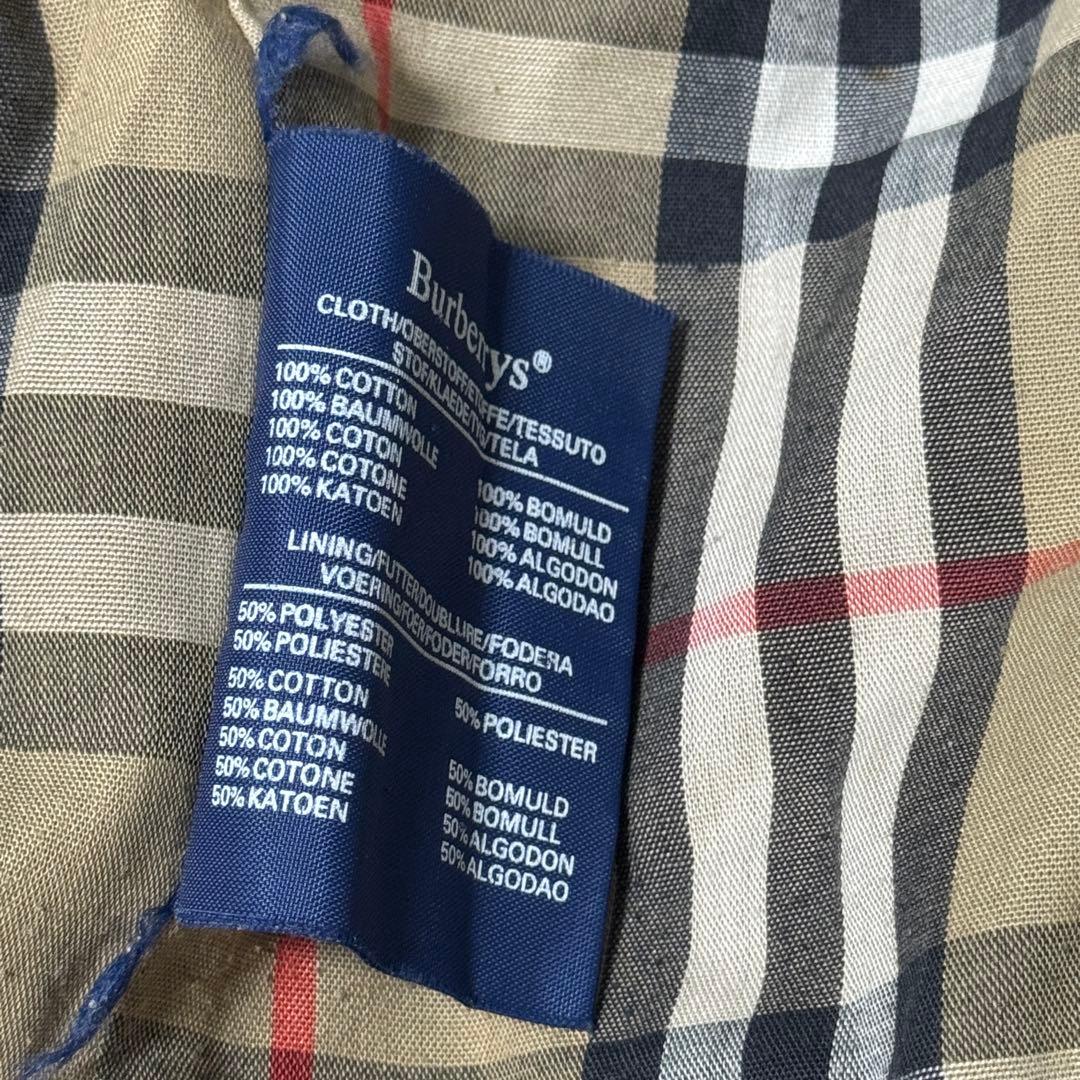 Burberrys®
CLOTH/OBERSTOFF/ETOFFE/TESSUTO
STOF/KLAEDE/TYG/TELA
100% COTTON
100% BAUMWOLLE
100% COTON
100% COTONE
100% KATOEN
100% BOMULD
100% BOMULL
100% ALGODON
100% ALGODAO
LINING/FUTTER/DOUBLURE/FODERA
VOERING/FOER/FODER/FORRO
50% POLYESTER
50% POLIESTERE
50% COTTON
50% BAUMWOLLE
50% COTON
50% COTONE
50% KATOEN
50% POLIESTER
50% BOMULD
50% BOMULL
50% ALGODON
50% ALGODAO